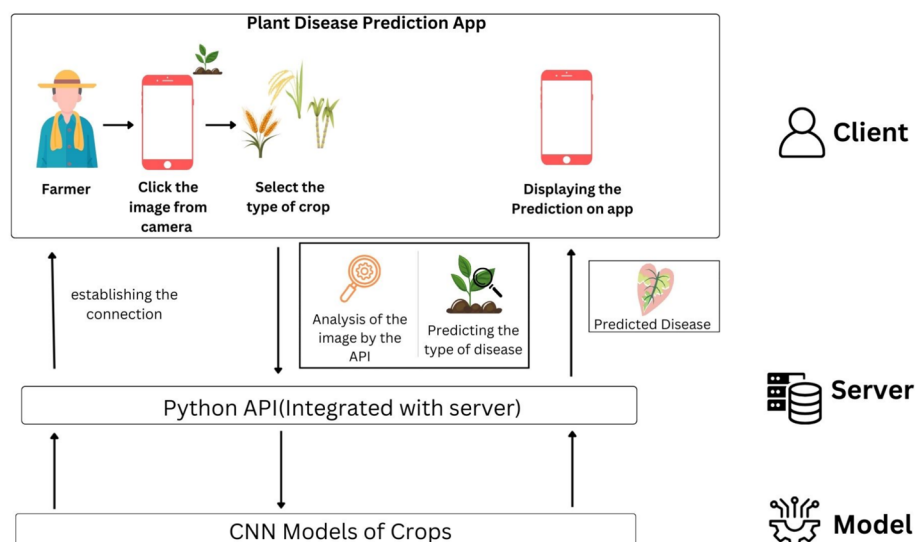 Plant Disease Prediction App
Farmer
Click the
image from
camera
Select the
type of crop
Displaying the
Prediction on app
Client
establishing the
connection
Analysis of the
image by the
API
Predicting the
type of disease
Predicted Disease
Python API(Integrated with server)
Server
CNN Models of Crops
Model